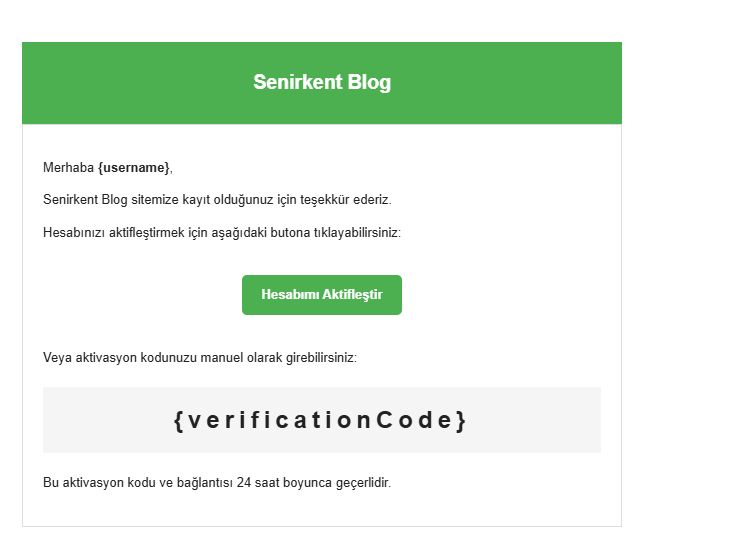 Senirkent Blog
Merhaba {username},
Senirkent Blog sitemize kayıt olduğunuz için teşekkür ederiz.
Hesabınızı aktifleştirmek için aşağıdaki butona tıklayabilirsiniz:
Hesabımı Aktifleştir
Veya aktivasyon kodunuzu manuel olarak girebilirsiniz:
{verificationCode}
Bu aktivasyon kodu ve bağlantısı 24 saat boyunca geçerlidir.